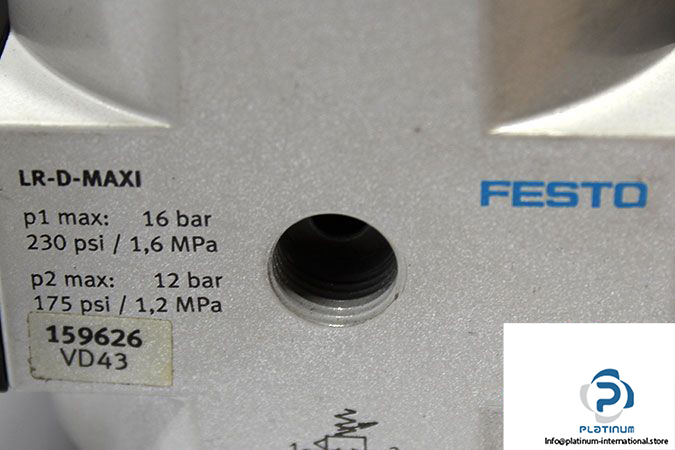 LR-D-MAXI
FESTO
p1 max: 16 bar
230 psi / 1,6 MPa
p2 max: 12 bar
175 psi / 1,2 MPa
159626
VD43
PLATINUM
Info@platinum-international.store